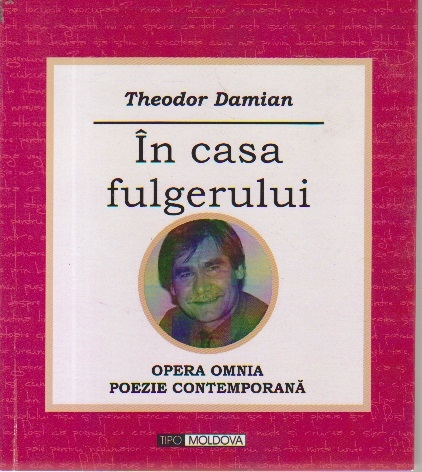 Theodor Damian
În casa
fulgerului
OPERA OMNIA
POEZIE CONTEMPORANĂ
TIPO MOLDOVA